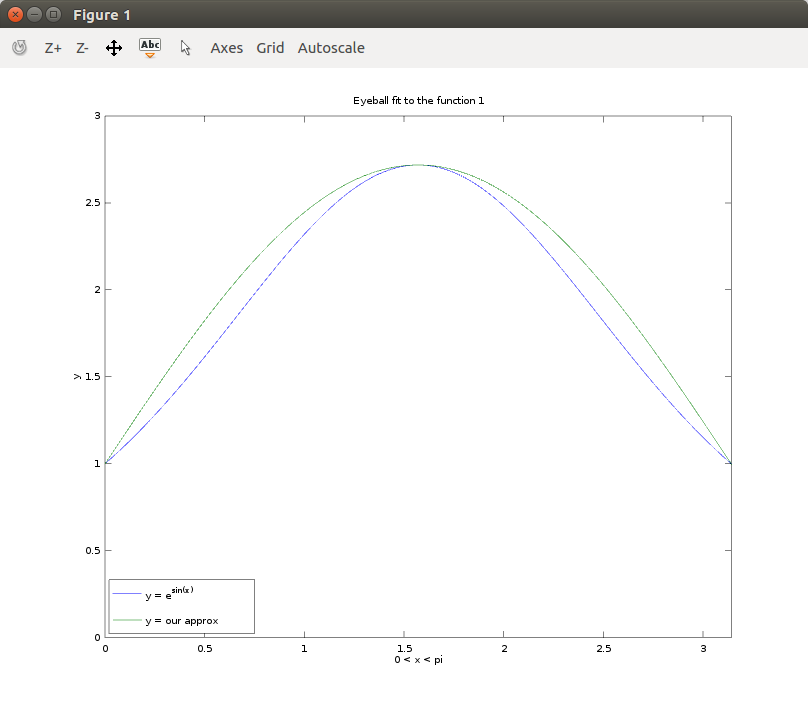 Figure 1
Z+ Z- Abc Axes Grid Autoscale
Eyeball fit to the function 1
3
2.5
2
y 1.5
1
0.5
y = e^sin(x)
y = our approx
0
0 0.5 1 1.5 2 2.5 3
0 < x < pi